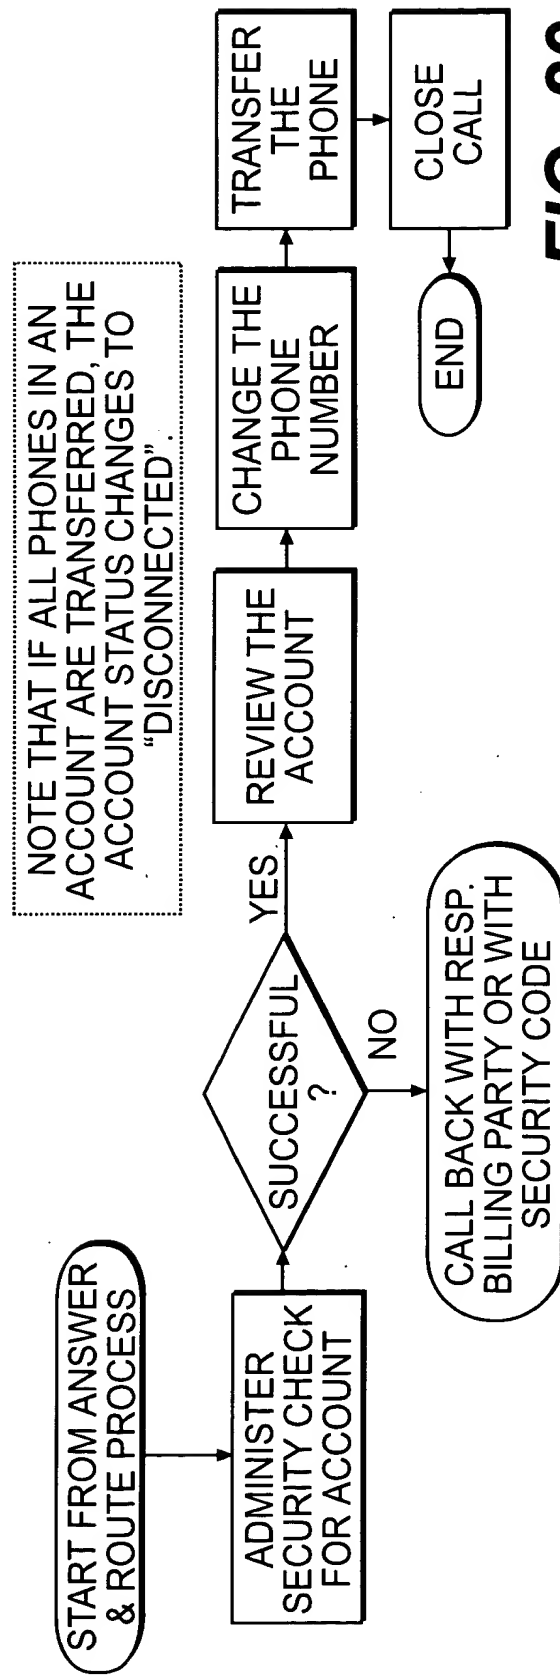 START FROM ANSWER
& ROUTE PROCESS
ADMINISTER
SECURITY CHECK
FOR ACCOUNT
SUCCESSFUL
?
YES
NO
CALL BACK WITH RESP.
BILLING PARTY OR WITH
SECURITY CODE
NOTE THAT IF ALL PHONES IN AN
ACCOUNT ARE TRANSFERRED, THE
ACCOUNT STATUS CHANGES TO
“DISCONNECTED”.
REVIEW THE
ACCOUNT
CHANGE THE
PHONE
NUMBER
TRANSFER
THE
PHONE
CLOSE
CALL
END